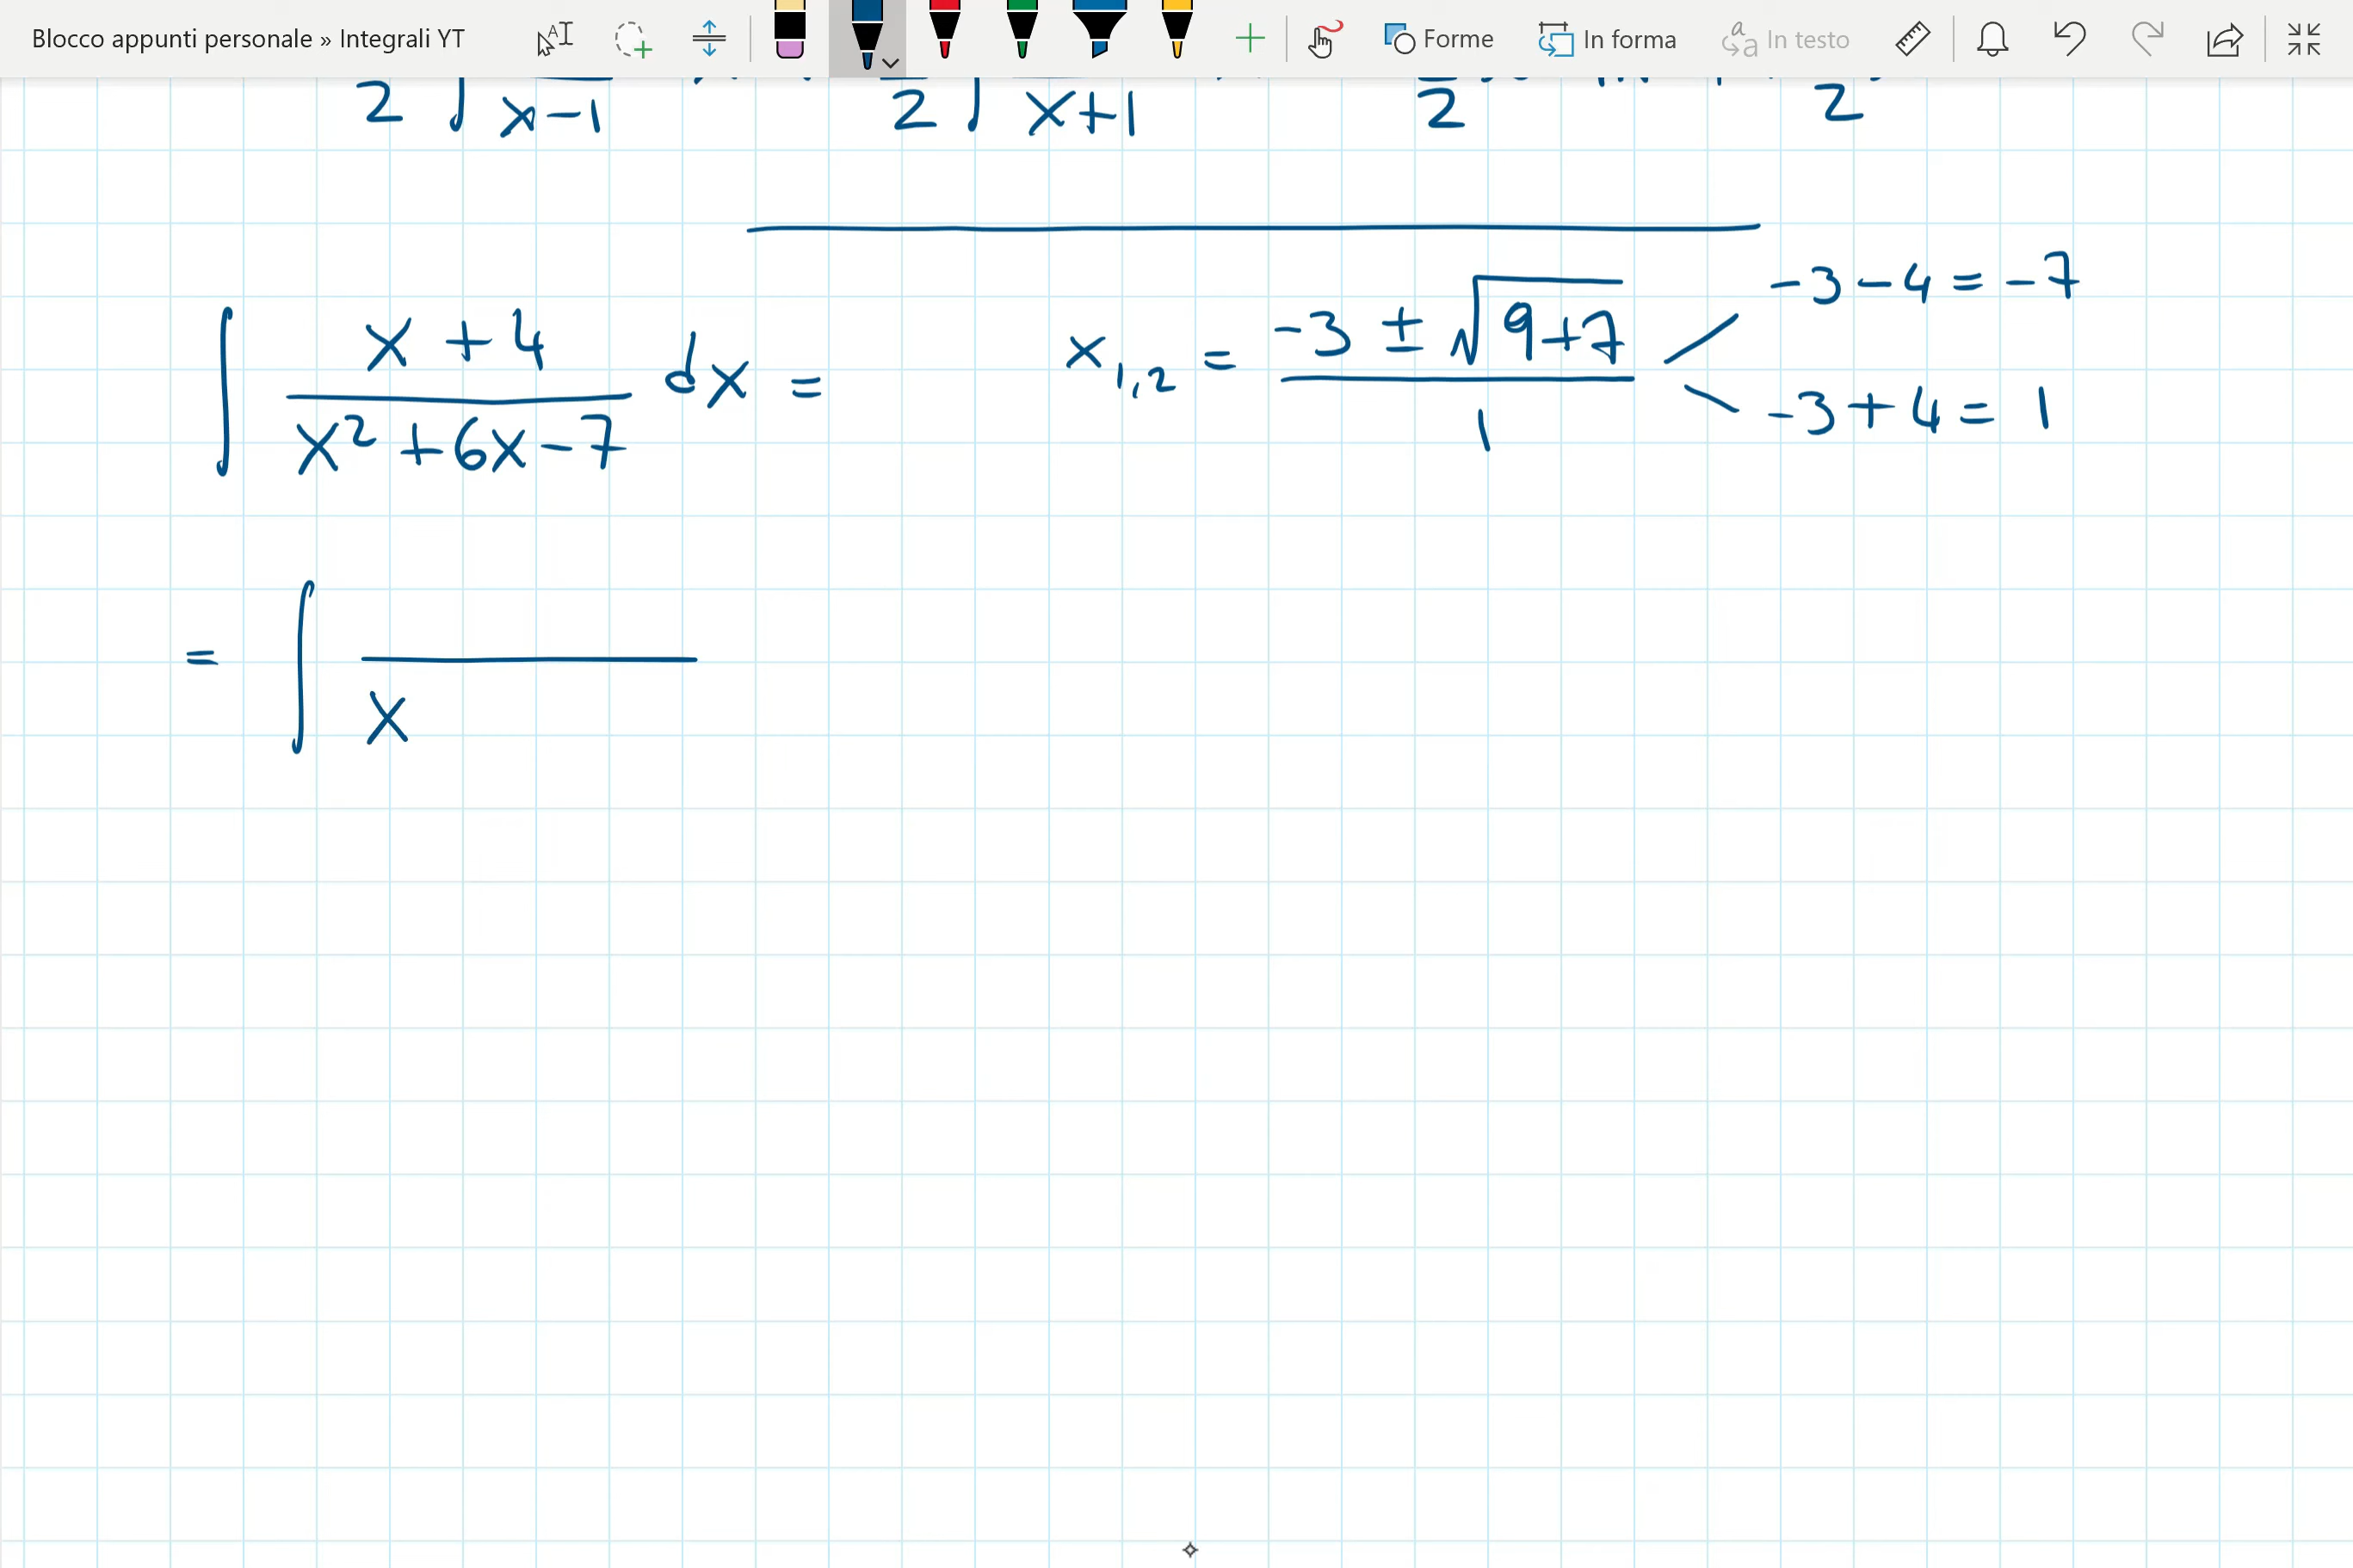 Blocco appunti personale » Integrali YT Forme In forma In testo
2 ∫ x-1 2 ∫ x+1 2 2
∫ (x + 4)/(x² + 6x - 7) dx = x₁,₂ = (-3 ± √(9+7))/1
-3 - 4 = -7
-3 + 4 = 1
= ∫ /x